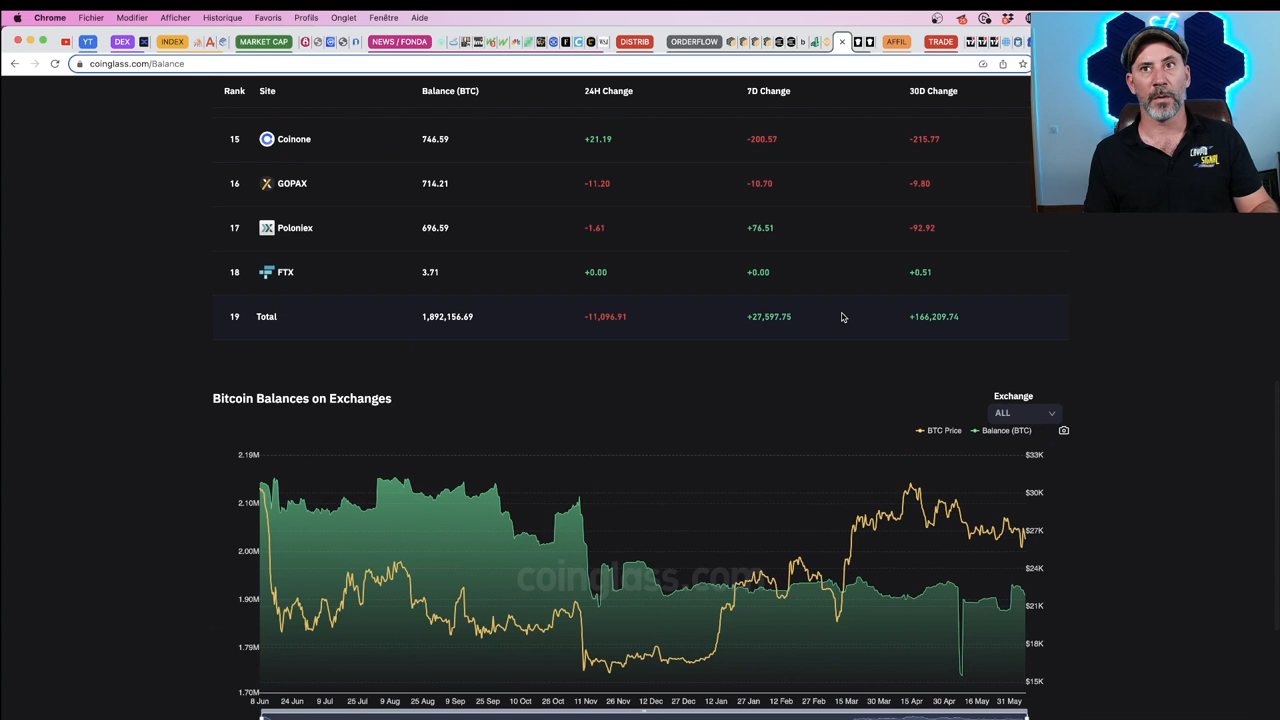 Chrome Fichier Modifier Afficher Historique Favoris Profils Onglet Fenêtre Aide
YT DEX INDEX MARKET CAP NEWS / FONDA DISTRIB ORDERFLOW AFFIL TRADE
coinglass.com/Balance
Rank Site Balance (BTC) 24H Change 7D Change 30D Change
15 Coinone 746.59 +21.19 -200.57 -215.77
16 GOPAX 714.21 -11.20 -10.70 -9.80
17 Poloniex 696.59 -1.61 +76.51 -92.92
18 FTX 3.71 +0.00 +0.00 +0.51
19 Total 1,892,156.69 -11,096.91 +27,597.75 +166,209.74
Bitcoin Balances on Exchanges
Exchange
ALL
BTC Price Balance (BTC)
2.19M $33K
2.10M $30K
$27K
2.00M
$24K
coinglass.com
1.90M $21K
1.79M $18K
$15K
1.70M
8 Jun 24 Jun 9 Jul 9 Aug 9 Sep 25 Sep 10 Oct 28 Oct 11 Nov 26 Nov 12 Dec 27 Dec 12 Jan 27 Jan 12 Feb 27 Feb 15 Mar 30 Mar 15 Apr 30 Apr 16 May 31 May
SIGNAL